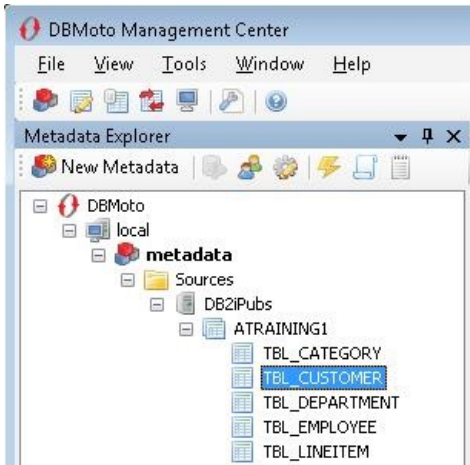 DBMoto Management Center
File View Tools Window Help
Metadata Explorer
New Metadata
DBMoto
local
metadata
Sources
DB2iPubs
ATRAINING1
TBL_CATEGORY
TBL_CUSTOMER
TBL_DEPARTMENT
TBL_EMPLOYEE
TBL_LINEITEM